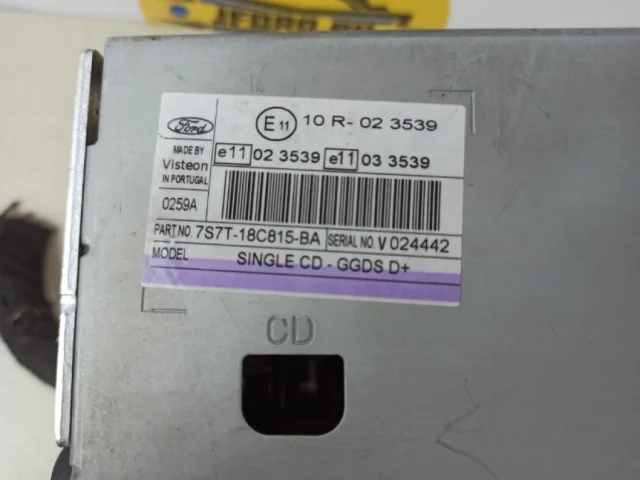 Ford
E 11 10 R- 02 3539
MADE BY
Visteon
IN PORTUGAL
e11 02 3539 e11 03 3539
0259A
PART NO. 7S7T-18C815-BA SERIAL NO. V 024442
MODEL SINGLE CD - GGDS D+
CD